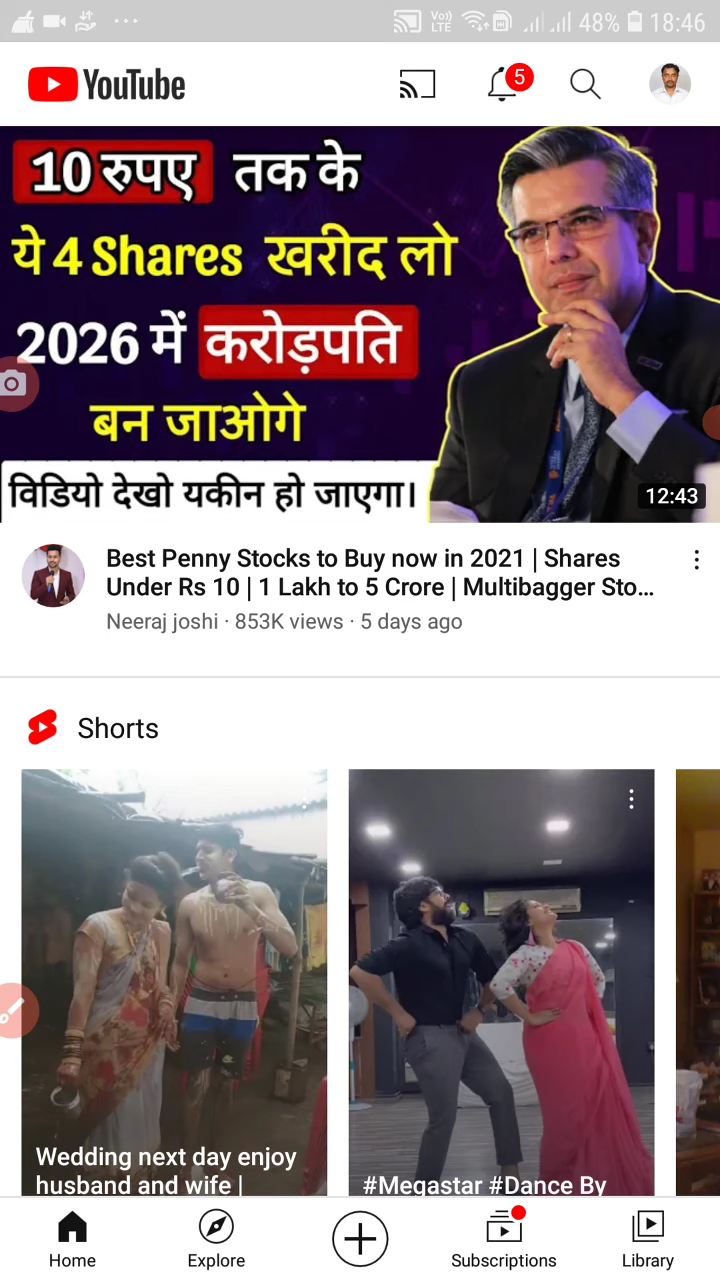 Vo))
LTE
48%
18:46
YouTube
5
10 रुपए तक के
ये 4 Shares खरीद लो
2026 में करोड़पति
बन जाओगे
विडियो देखो यकीन हो जाएगा।
12:43
Best Penny Stocks to Buy now in 2021 | Shares
Under Rs 10 | 1 Lakh to 5 Crore | Multibagger Sto...
Neeraj joshi · 853K views · 5 days ago
Shorts
Wedding next day enjoy
husband and wife |
#Megastar #Dance By
Home
Explore
Subscriptions
Library